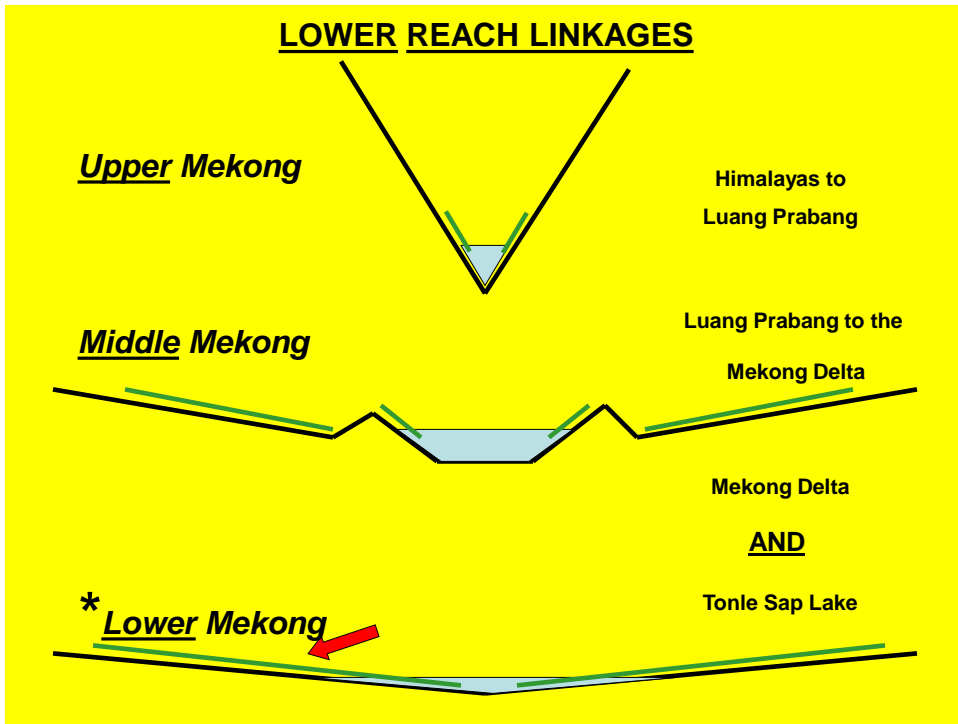 LOWER REACH LINKAGES
Upper Mekong
Himalayas to
Luang Prabang
Middle Mekong
Luang Prabang to the
Mekong Delta
Mekong Delta
AND
Tonle Sap Lake
*Lower Mekong